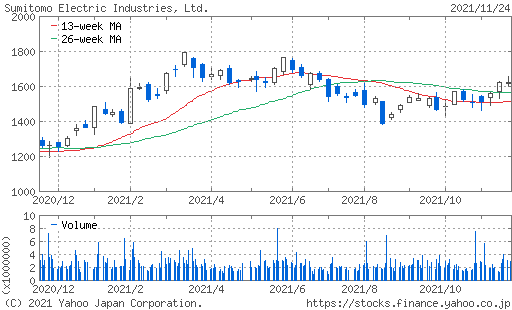 Sumitomo Electric Industries, Ltd. 2021/11/24
2000
13-week MA
26-week MA
1800
1600
1400
1200
1000
2020/12 2021/2 2021/4 2021/6 2021/8 2021/10
10
Volume
8
6
4
2
0
(x1000000)
2020/12 2021/2 2021/4 2021/6 2021/8 2021/10
(C) 2021 Yahoo Japan Corporation. https://stocks.finance.yahoo.co.jp/